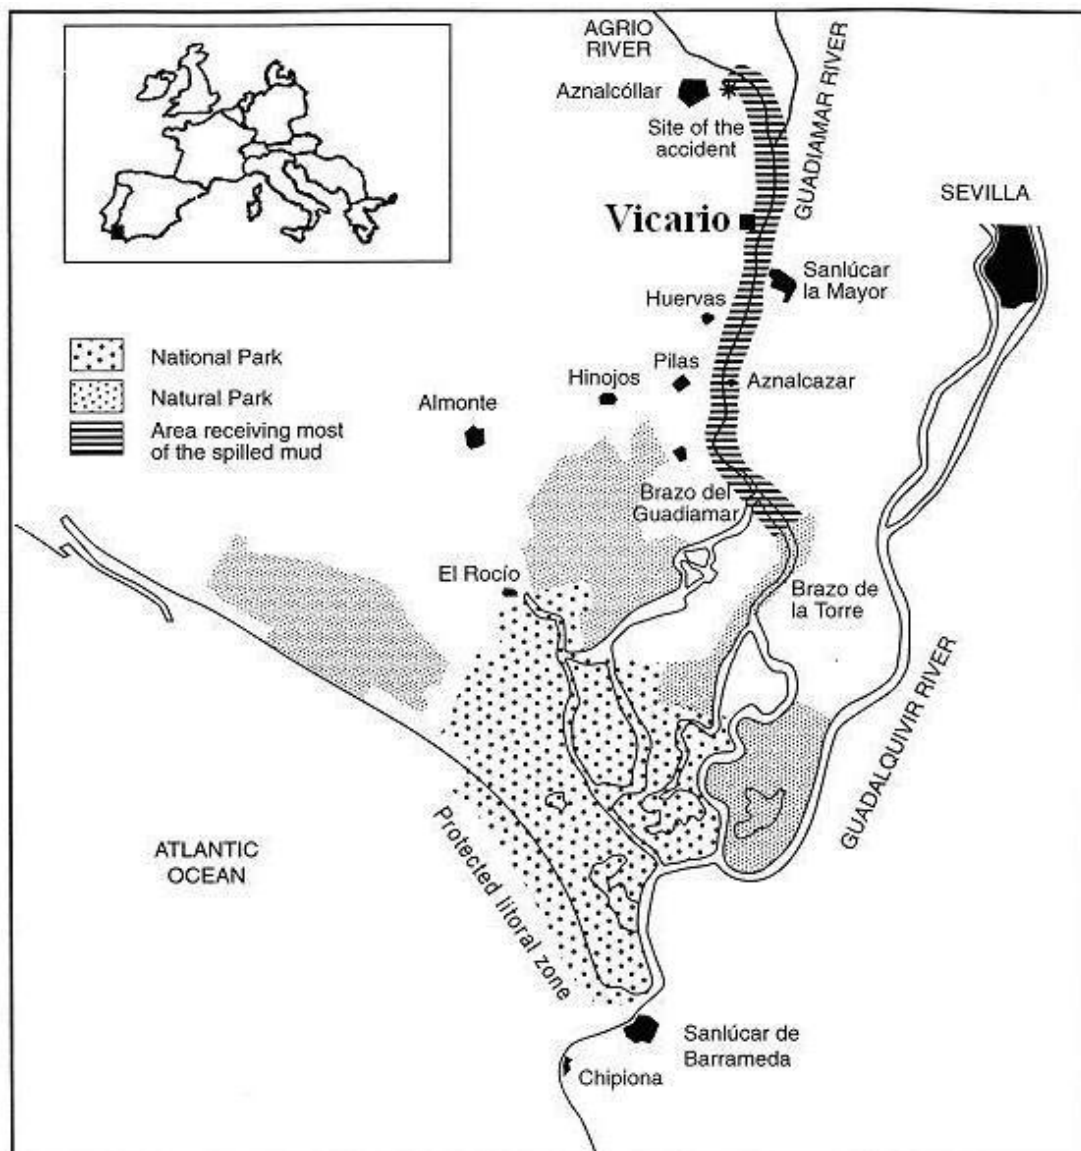 AGRIO
RIVER
GUADIAMAR RIVER
Aznalcóllar
Site of the
accident
SEVILLA
Vicario
Sanlúcar
la Mayor
Huervas
National Park
Pilas
Natural Park
Hinojos
Aznalcazar
Almonte
Area receiving most
of the spilled mud
Brazo del
Guadiamar
El Rocío
Brazo de
la Torre
GUADALQUIVIR RIVER
Protected litoral zone
ATLANTIC
OCEAN
Sanlúcar de
Barrameda
Chipiona